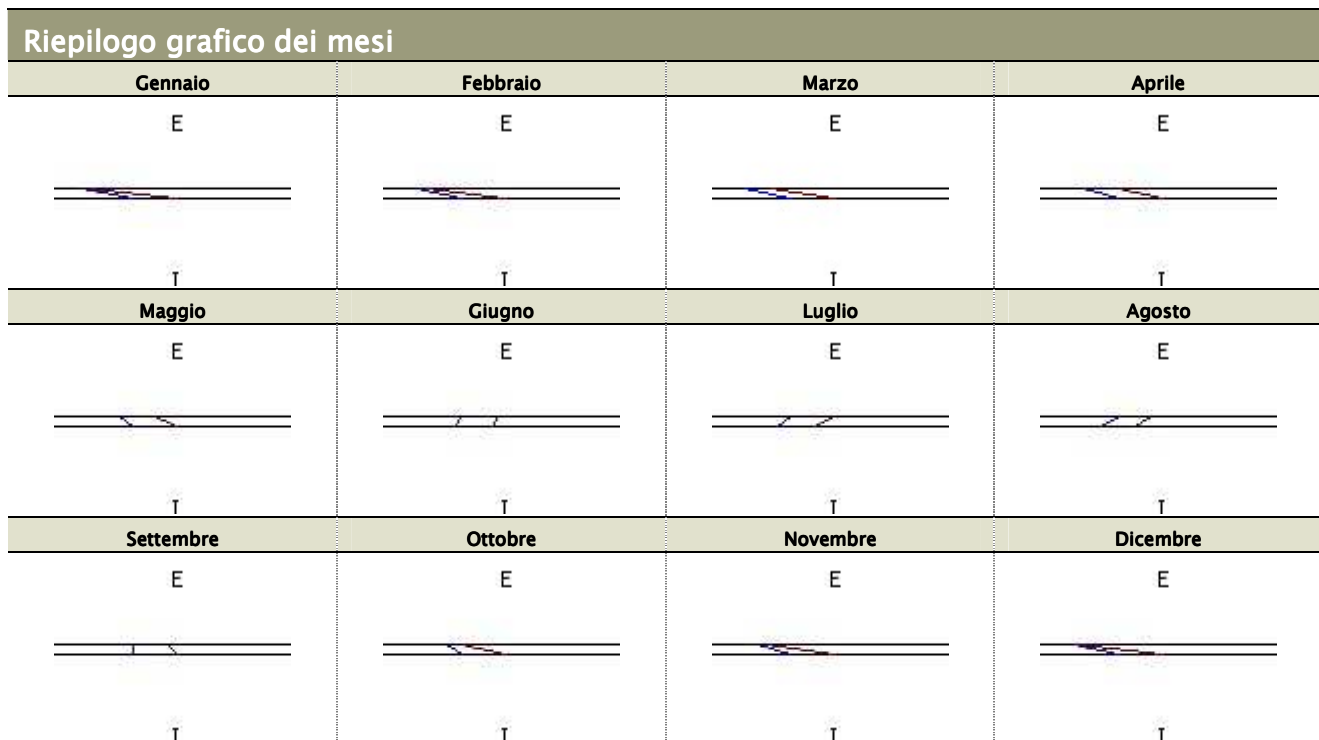 Riepilogo grafico dei mesi
Gennaio Febbraio Marzo Aprile
E E E E
T T T T
Maggio Giugno Luglio Agosto
E E E E
T T T T
Settembre Ottobre Novembre Dicembre
E E E E
T T T T